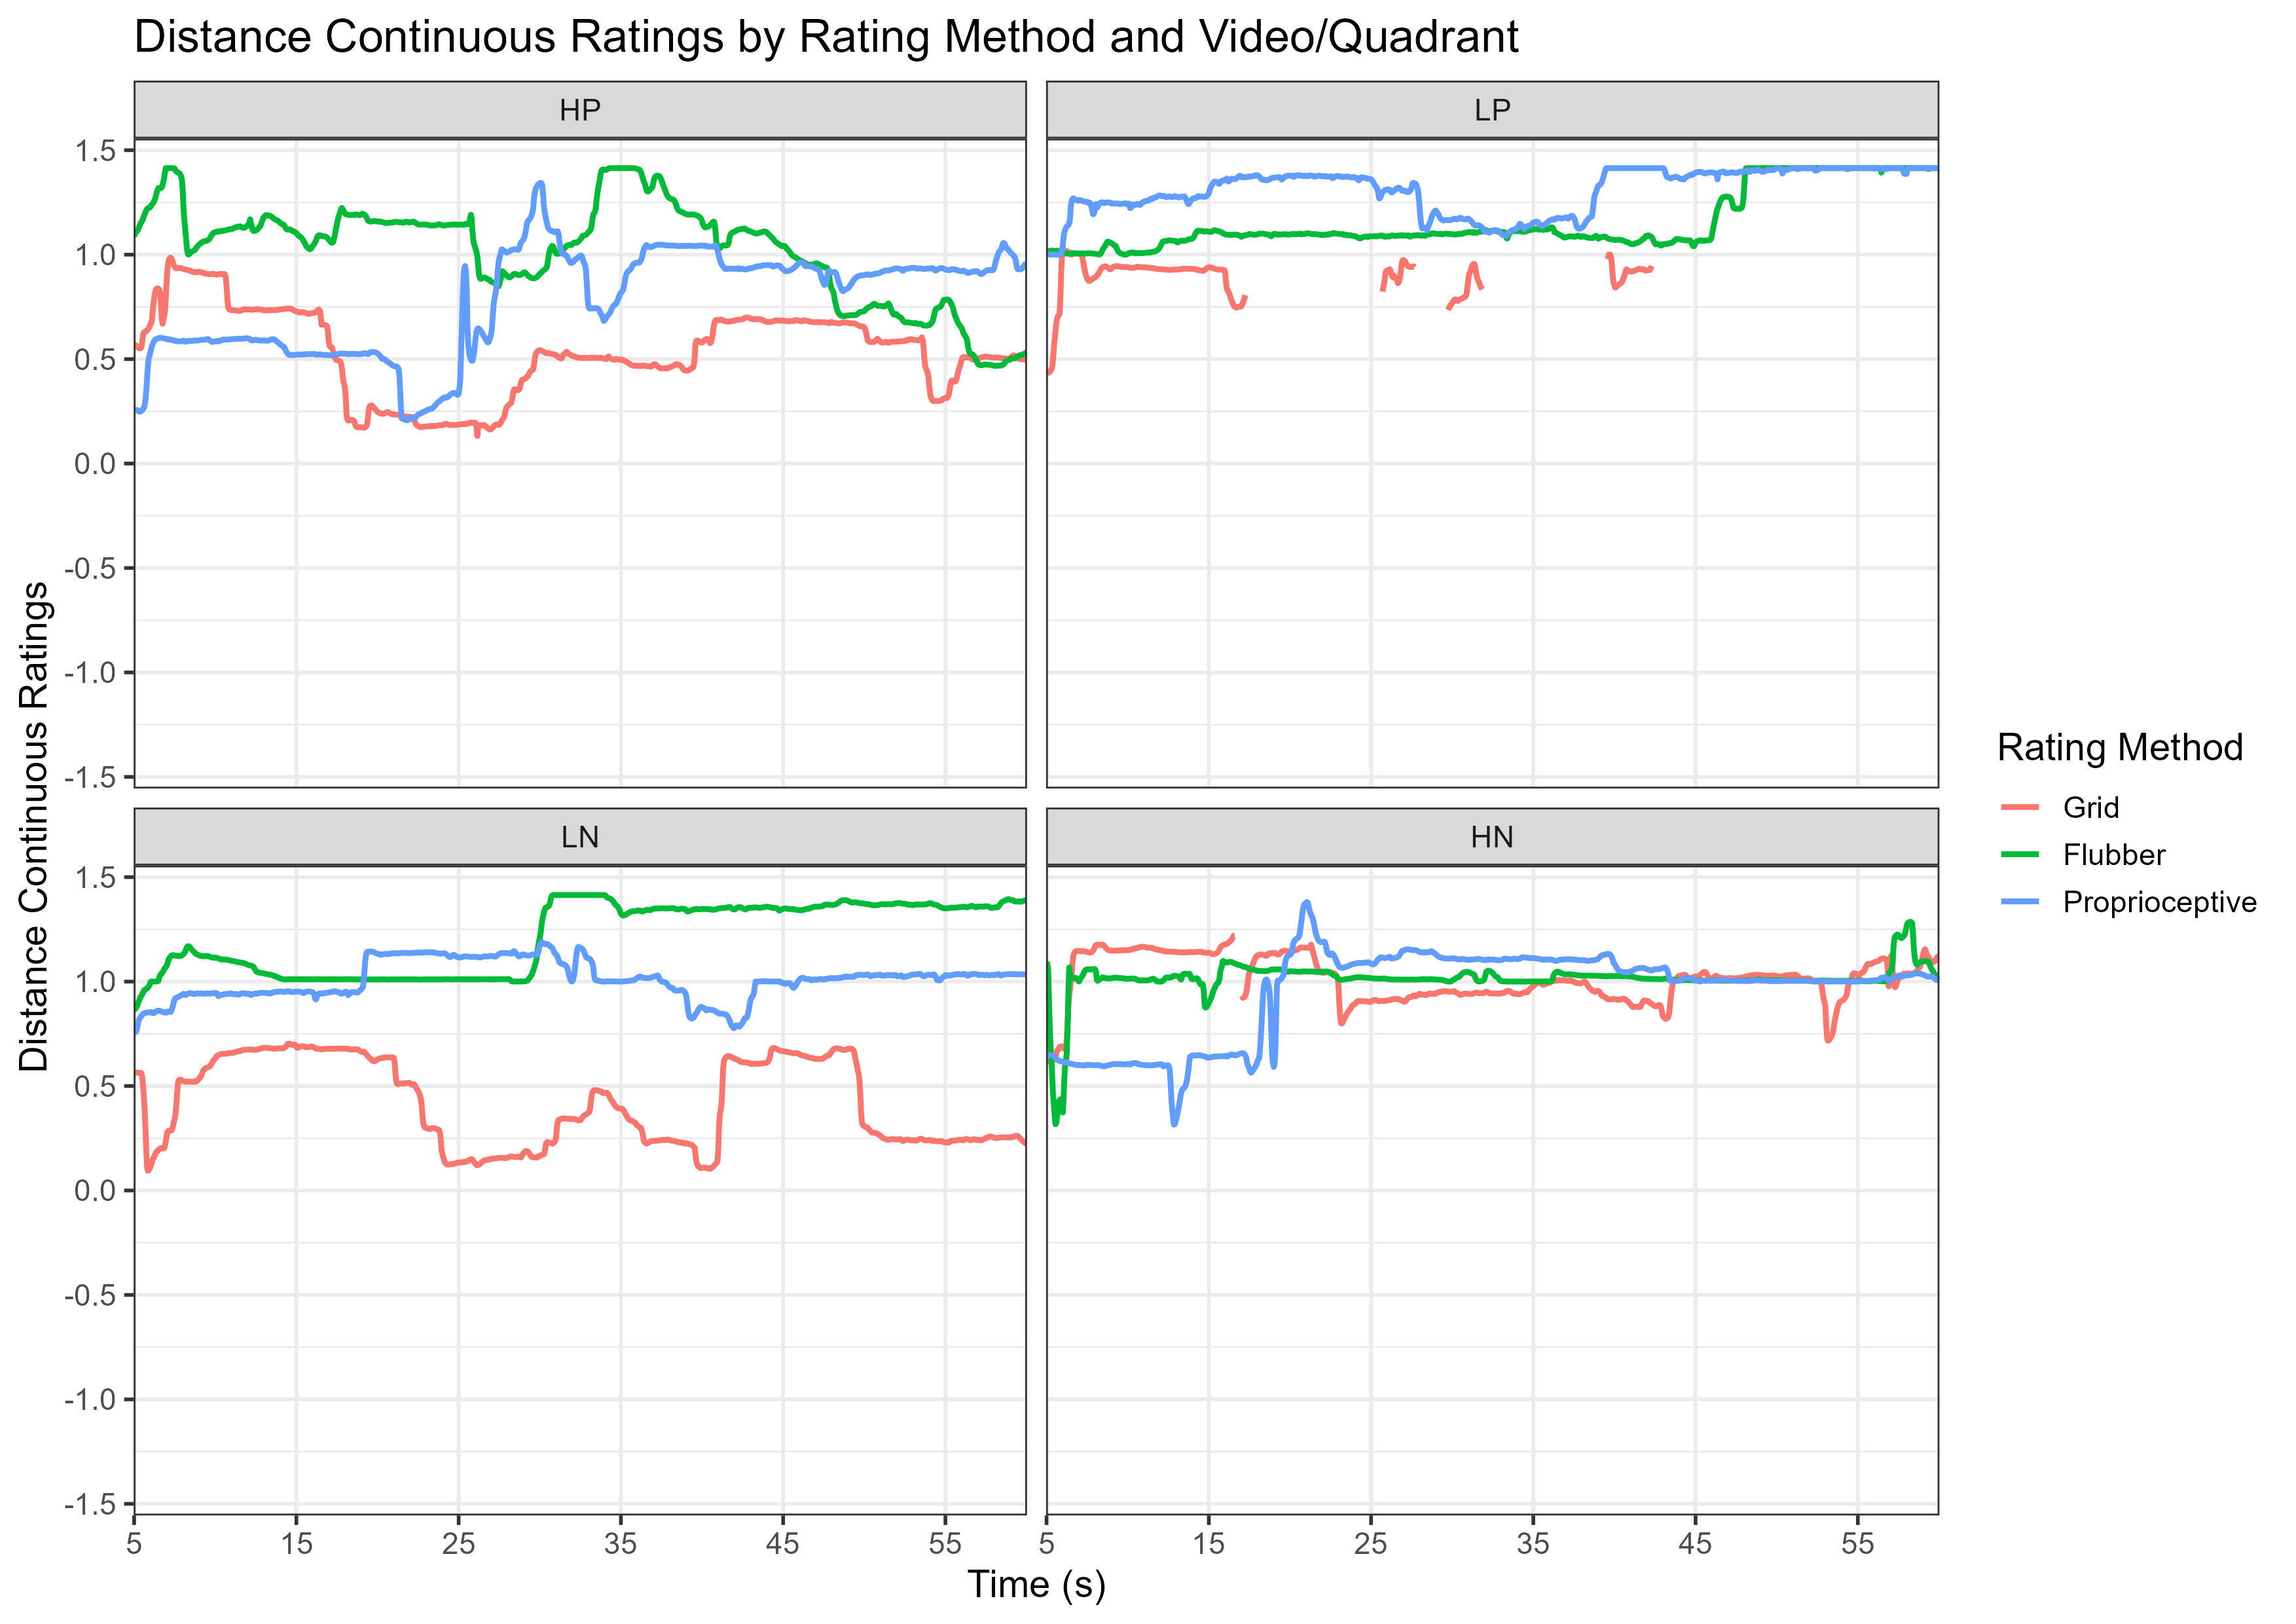 Distance Continuous Ratings by Rating Method and Video/Quadrant
HP
LP
1.5
1.0
0.5
0.0
-0.5
-1.0
-1.5
LN
HN
1.5
1.0
0.5
0.0
-0.5
-1.0
-1.5
5 15 25 35 45 55
5 15 25 35 45 55
Time (s)
Distance Continuous Ratings
Rating Method
Grid
Flubber
Proprioceptive